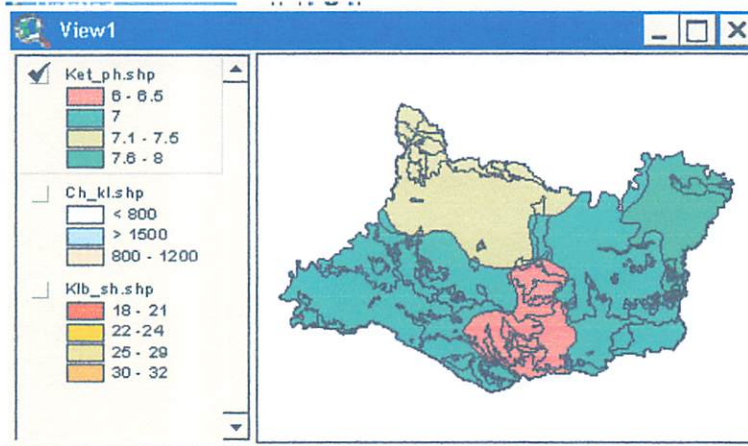 View1
Ket_ph.shp
6 - 6.5
7
7.1 - 7.5
7.6 - 8
Ch_kl.shp
< 800
> 1500
800 - 1200
Klb_sh.shp
18 - 21
22 -24
25 - 29
30 - 32